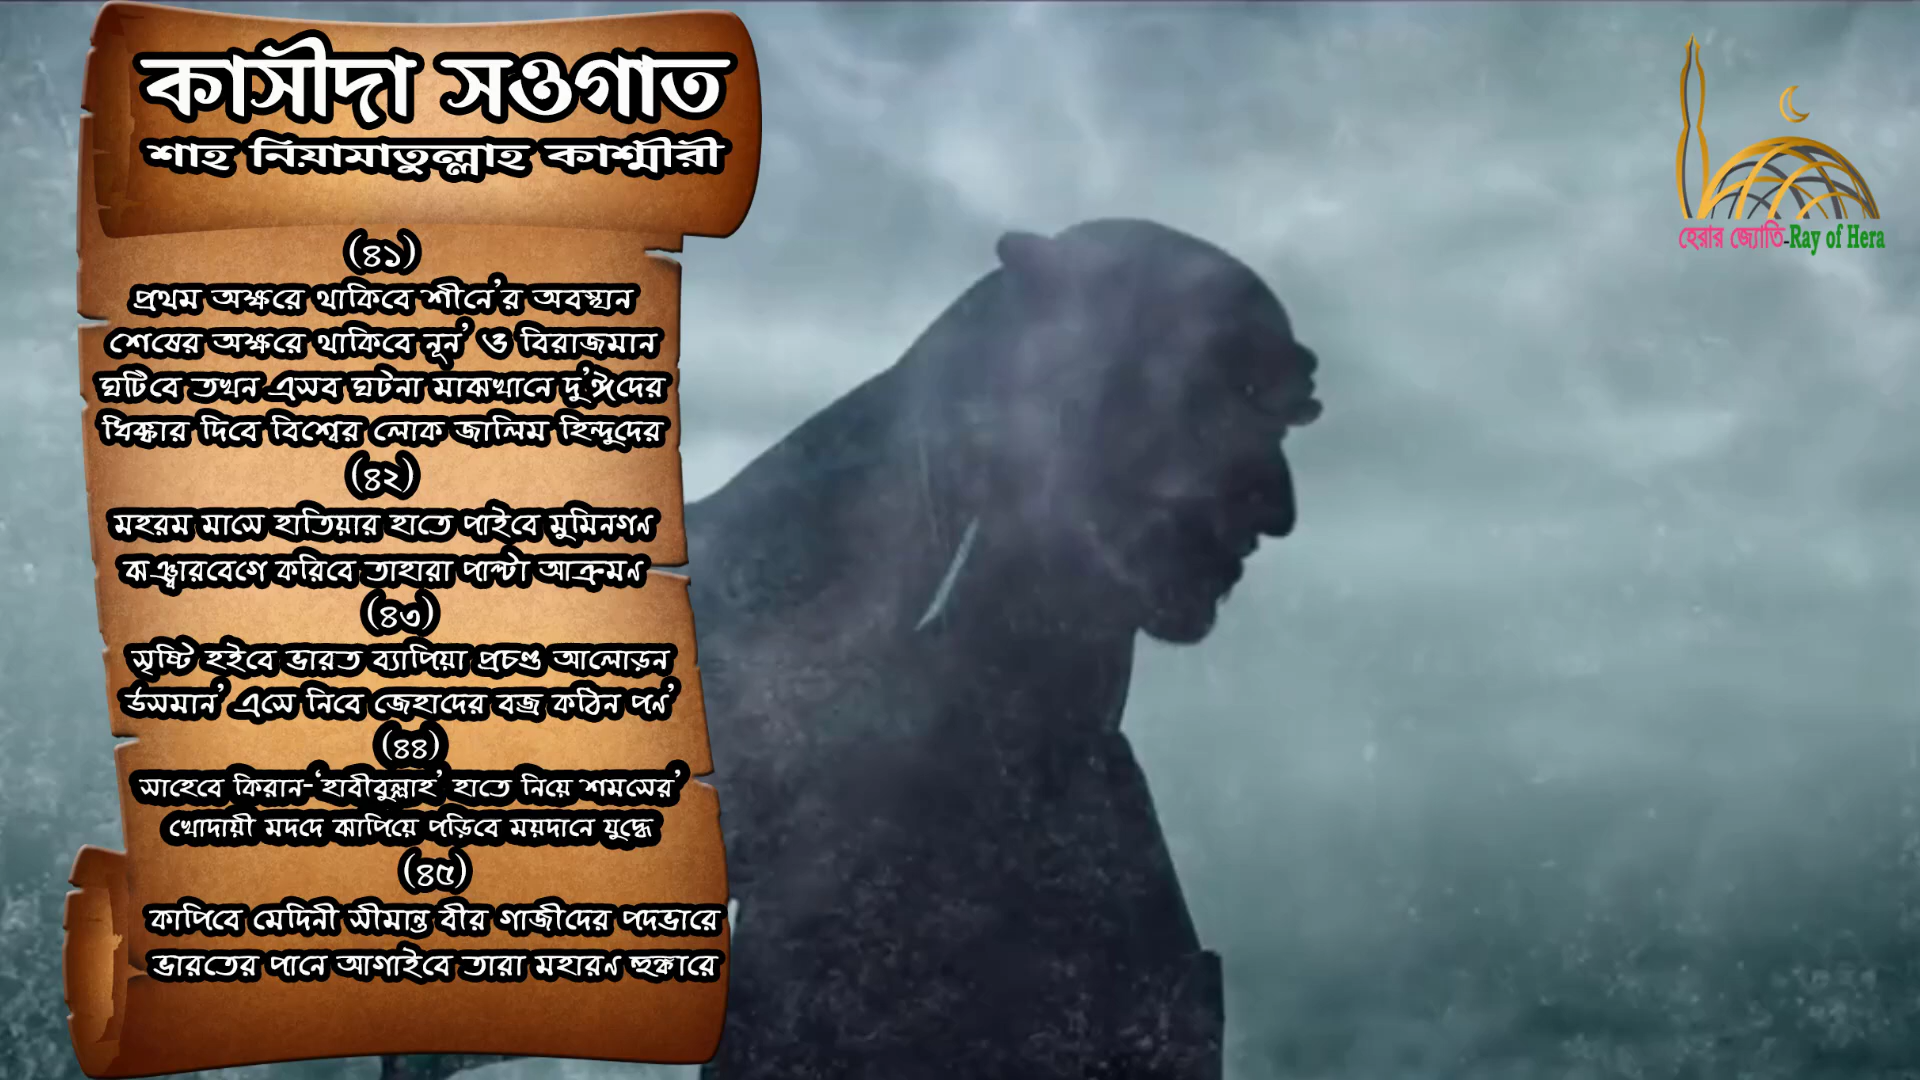 কাসীদা সওগাত
শাহ নিয়ামাতুল্লাহ কাশ্মীরী
(৪১)
প্রথম অক্ষরে থাকিবে শীনে'র অবস্থান
শেষের অক্ষরে থাকিবে নূন' ও বিরাজমান
ঘটিবে তখন এসব ঘটনা মাঝখানে দু'ঈদের
ধিক্কার দিবে বিশ্বের লোক জালিম হিন্দুদের
(৪২)
মহরম মাসে হাতিয়ার হাতে পাইবে মুমিনগণ
ঝঞ্ঝারবেগে করিবে তাহারা পাল্টা আক্রমণ
(৪৩)
সৃষ্টি হইবে ভারত ব্যাপিয়া প্রচণ্ড আলোড়ন
উসমান' এসে নিবে জেহাদের বজ্র কঠিন পণ'
(৪৪)
সাহেবে কিরান-‘হাবীবুল্লাহ’ হাতে নিয়ে শমসের’
খোদায়ী মদদে ঝাপিয়ে পড়িবে ময়দানে যুদ্ধে
(৪৫)
কাপিবে মেদিনী সীমান্ত বীর গাজীদের পদভারে
ভারতের পানে আগাইবে তারা মহারণ হুঙ্কারে
হেরার জ্যোতি-Ray of Hera